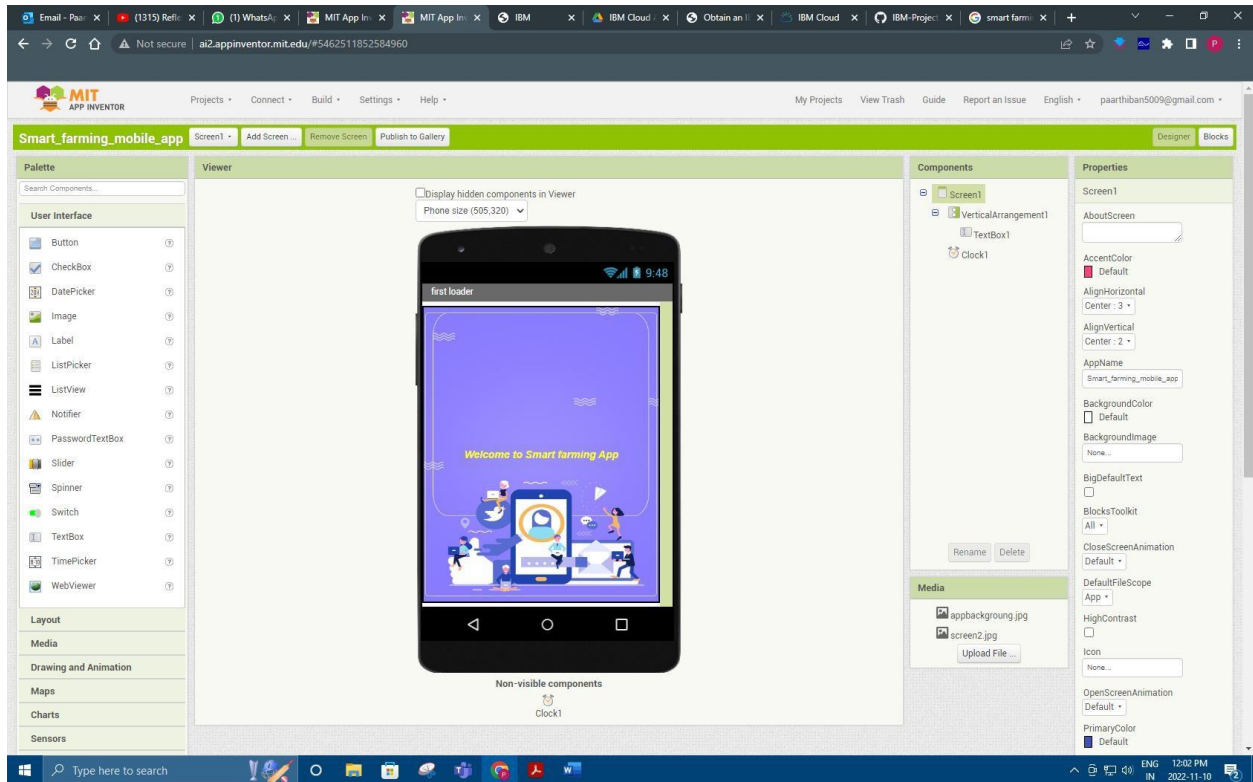 Email - Paar
(1315) Refle
(1) WhatsA
MIT App In
MIT App Inv
IBM
IBM Cloud /
Obtain an I
IBM Cloud
IBM-Project
smart farmi
Not secure
ai2.appinventor.mit.edu/#5462511852584960
P
MIT
APP INVENTOR
Projects
Connect
Build
Settings
Help
My Projects
View Trash
Guide
Report an Issue
English
paarthiban5009@gmail.com
Smart_farming_mobile_app
Screen1
Add Screen ...
Remove Screen
Publish to Gallery
Designer
Blocks
Palette
Search Components...
User Interface
Button
CheckBox
DatePicker
Image
Label
ListPicker
ListView
Notifier
PasswordTextBox
Slider
Spinner
Switch
TextBox
TimePicker
WebViewer
Layout
Media
Drawing and Animation
Maps
Charts
Sensors
Viewer
Display hidden components in Viewer
Phone size (505,320)
9:48
first loader
Welcome to Smart farming App
Non-visible components
Clock1
Components
Screen1
VerticalArrangement1
TextBox1
Clock1
Rename
Delete
Media
appbackgroung.jpg
screen2.jpg
Upload File ...
Properties
Screen1
AboutScreen
AccentColor
Default
AlignHorizontal
Center : 3
AlignVertical
Center : 2
AppName
Smart_farming_mobile_app
BackgroundColor
Default
BackgroundImage
None...
BigDefaultText
BlocksToolkit
All
CloseScreenAnimation
Default
DefaultFileScope
App
HighContrast
Icon
None...
OpenScreenAnimation
Default
PrimaryColor
Default
Type here to search
ENG
IN
12:02 PM
2022-11-10